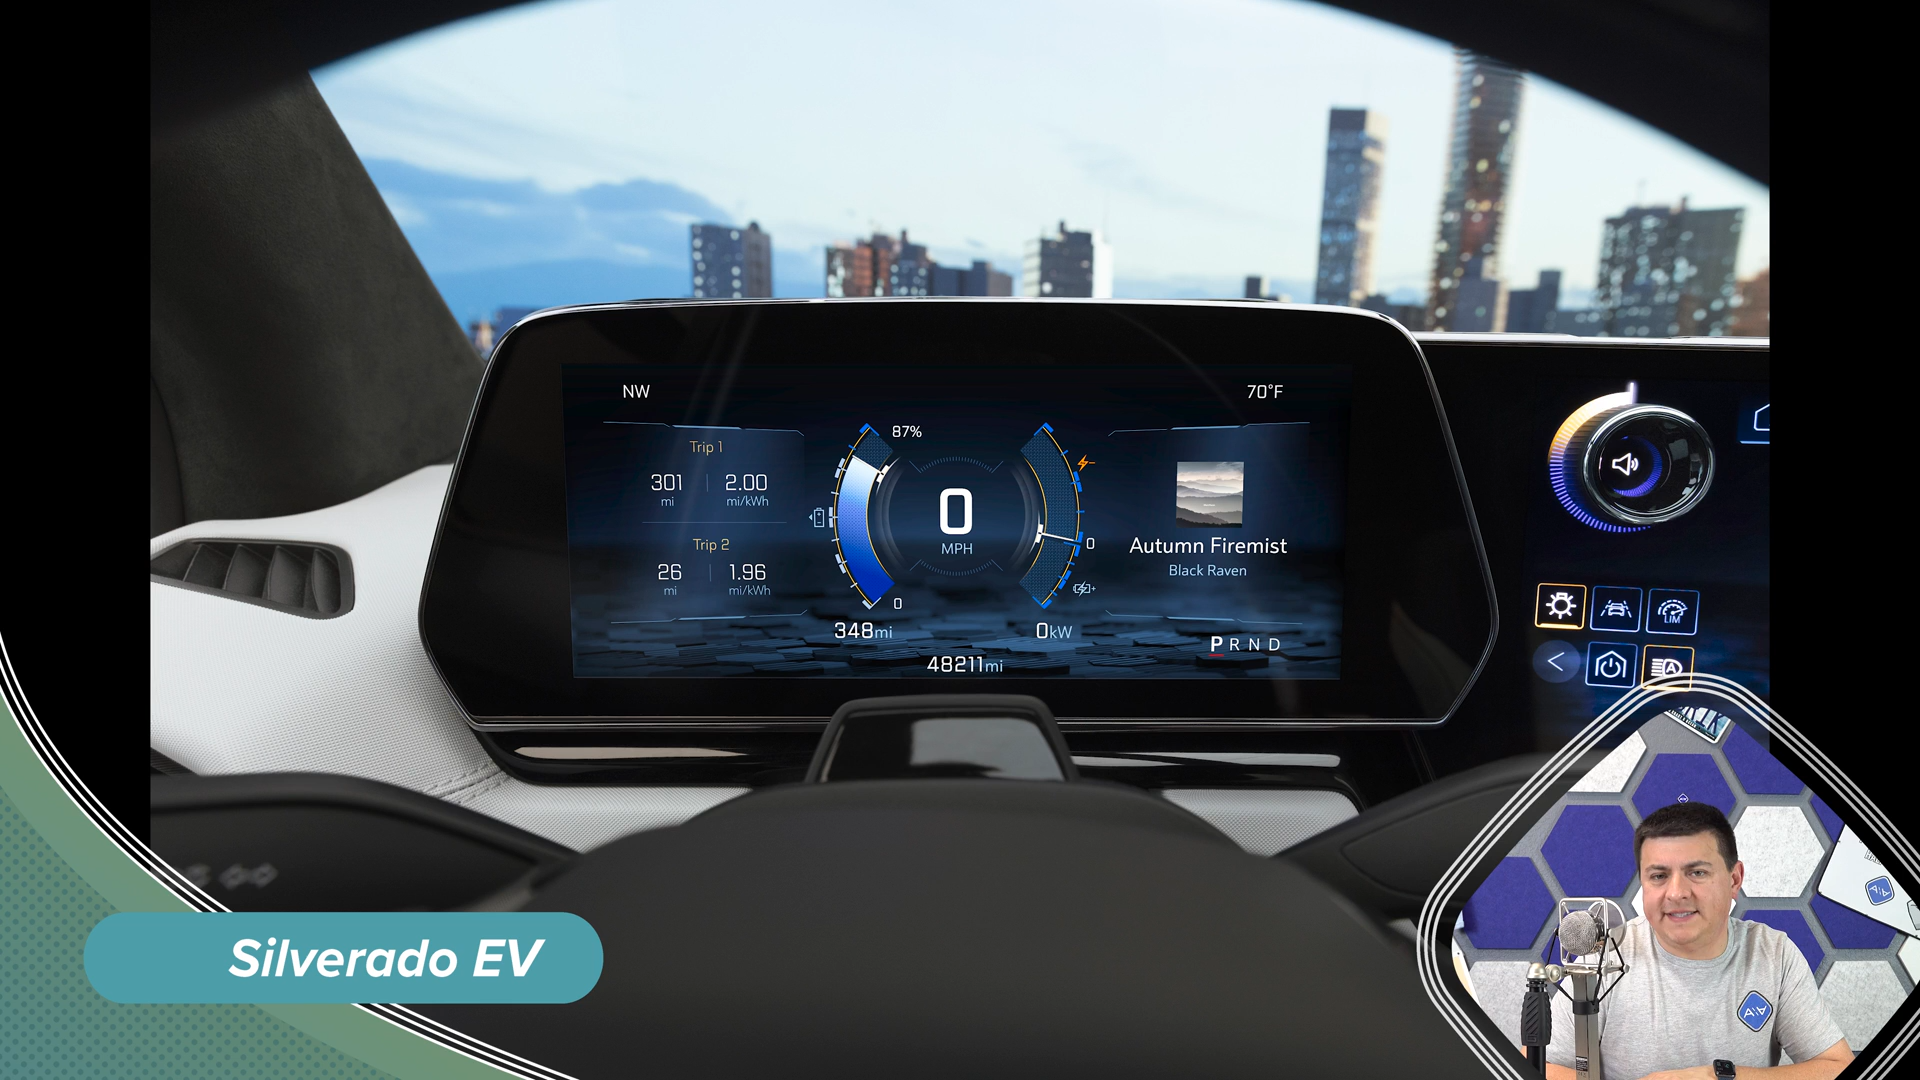 NW
70°F
Trip 1
301 2.00
mi mi/kWh
Trip 2
26 1.96
mi mi/kWh
87%
0
348mi
0
MPH
0
0kW
48211mi
Autumn Firemist
Black Raven
P R N D
LIM
A
Silverado EV